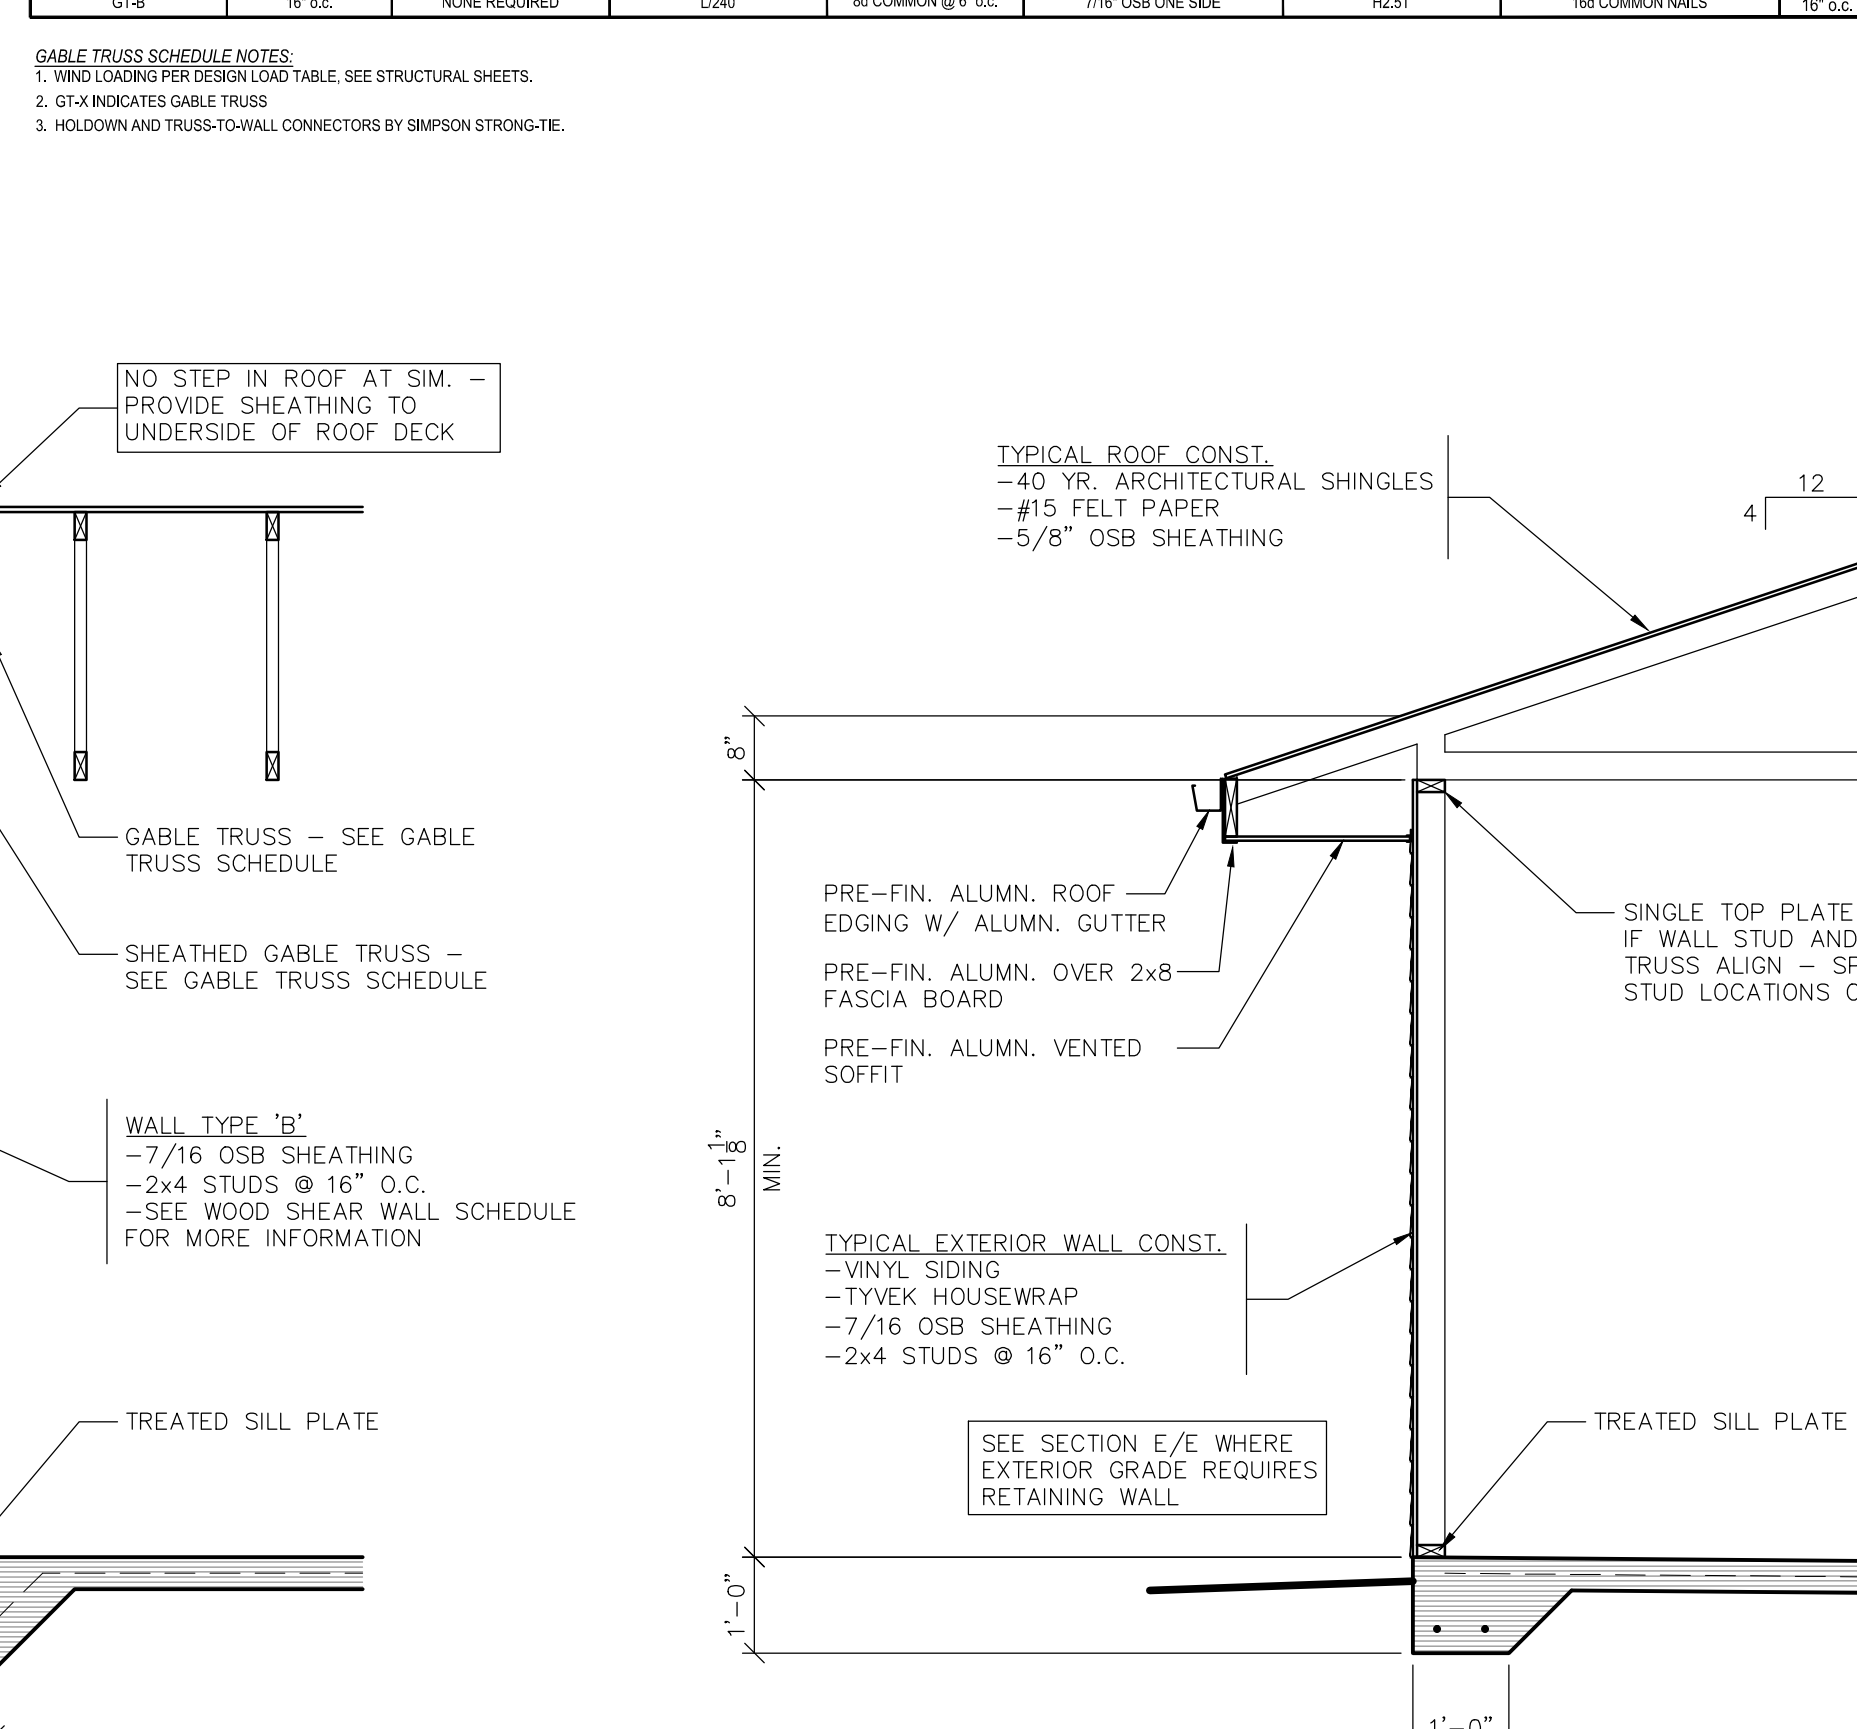 GT-B 16" o.c. NONE REQUIRED L/240 8d COMMON @ 6" o.c. 7/16" OSB ONE SIDE H2.5T 16d COMMON NAILS 16" o.c.
GABLE TRUSS SCHEDULE NOTES:
1. WIND LOADING PER DESIGN LOAD TABLE, SEE STRUCTURAL SHEETS.
2. GT-X INDICATES GABLE TRUSS
3. HOLDOWN AND TRUSS-TO-WALL CONNECTORS BY SIMPSON STRONG-TIE.
NO STEP IN ROOF AT SIM. –
PROVIDE SHEATHING TO
UNDERSIDE OF ROOF DECK
GABLE TRUSS – SEE GABLE
TRUSS SCHEDULE
SHEATHED GABLE TRUSS –
SEE GABLE TRUSS SCHEDULE
WALL TYPE 'B'
–7/16 OSB SHEATHING
–2x4 STUDS @ 16" O.C.
–SEE WOOD SHEAR WALL SCHEDULE
FOR MORE INFORMATION
TREATED SILL PLATE
TYPICAL ROOF CONST.
–40 YR. ARCHITECTURAL SHINGLES
–#15 FELT PAPER
–5/8" OSB SHEATHING
12
4
8"
PRE–FIN. ALUMN. ROOF
EDGING W/ ALUMN. GUTTER
PRE–FIN. ALUMN. OVER 2x8
FASCIA BOARD
PRE–FIN. ALUMN. VENTED
SOFFIT
SINGLE TOP PLATE
IF WALL STUD AND
TRUSS ALIGN –
STUD LOCATIONS
8'–1 1/8"
MIN.
TYPICAL EXTERIOR WALL CONST.
–VINYL SIDING
–TYVEK HOUSEWRAP
–7/16 OSB SHEATHING
–2x4 STUDS @ 16" O.C.
SEE SECTION E/E WHERE
EXTERIOR GRADE REQUIRES
RETAINING WALL
TREATED SILL PLATE
1'–0"
1'–0"